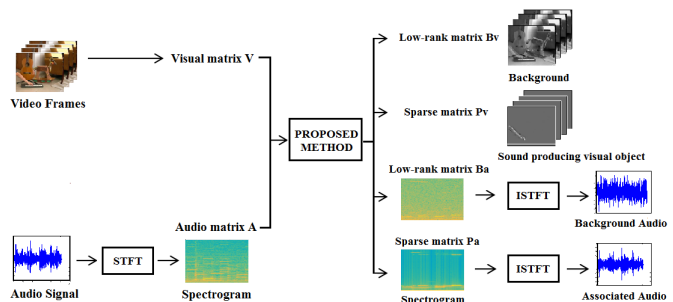 Video Frames
Visual matrix V
Audio Signal
STFT
Audio matrix A
Spectrogram
PROPOSED
METHOD
Low-rank matrix Bv
Background
Sparse matrix Pv
Sound producing visual object
Low-rank matrix Ba
ISTFT
Background Audio
Sparse matrix Pa
Spectrogram
ISTFT
Associated Audio